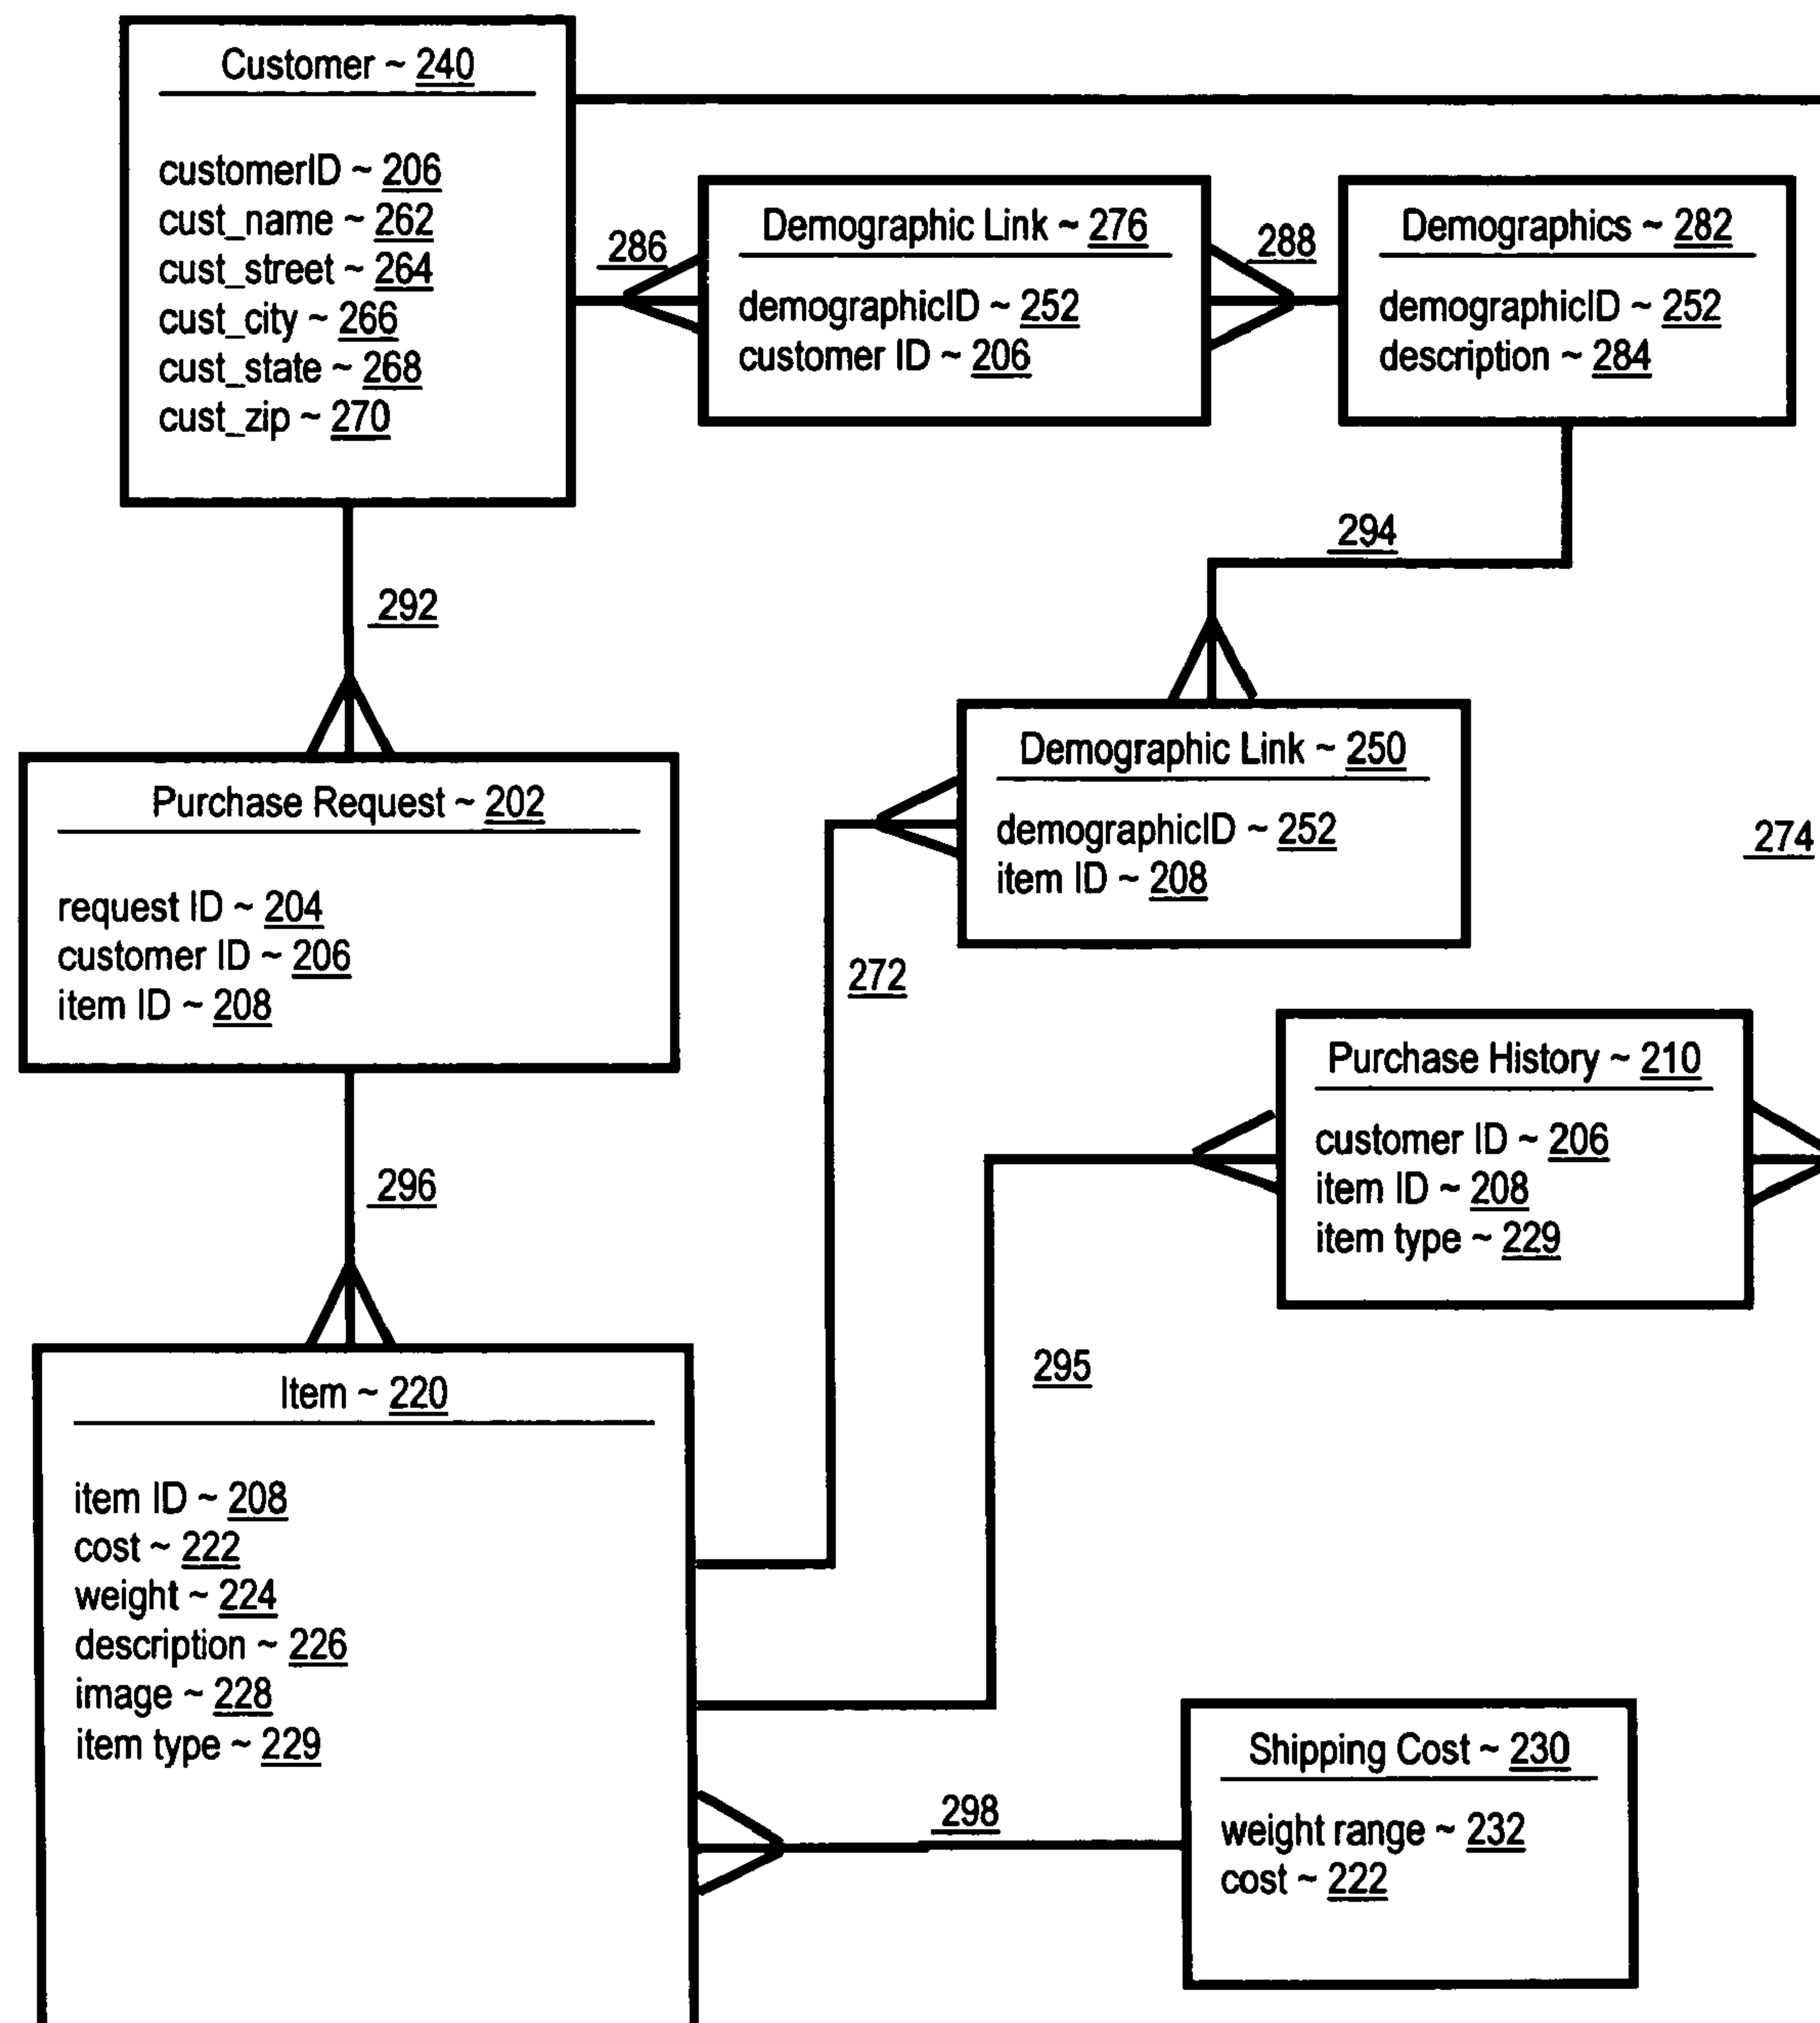 Customer ~ 240
customerID ~ 206
cust_name ~ 262
cust_street ~ 264
cust_city ~ 266
cust_state ~ 268
cust_zip ~ 270
286
Demographic Link ~ 276
demographicID ~ 252
customer ID ~ 206
288
Demographics ~ 282
demographicID ~ 252
description ~ 284
294
292
Purchase Request ~ 202
request ID ~ 204
customer ID ~ 206
item ID ~ 208
Demographic Link ~ 250
demographicID ~ 252
item ID ~ 208
274
272
Purchase History ~ 210
customer ID ~ 206
item ID ~ 208
item type ~ 229
296
295
Item ~ 220
item ID ~ 208
cost ~ 222
weight ~ 224
description ~ 226
image ~ 228
item type ~ 229
298
Shipping Cost ~ 230
weight range ~ 232
cost ~ 222